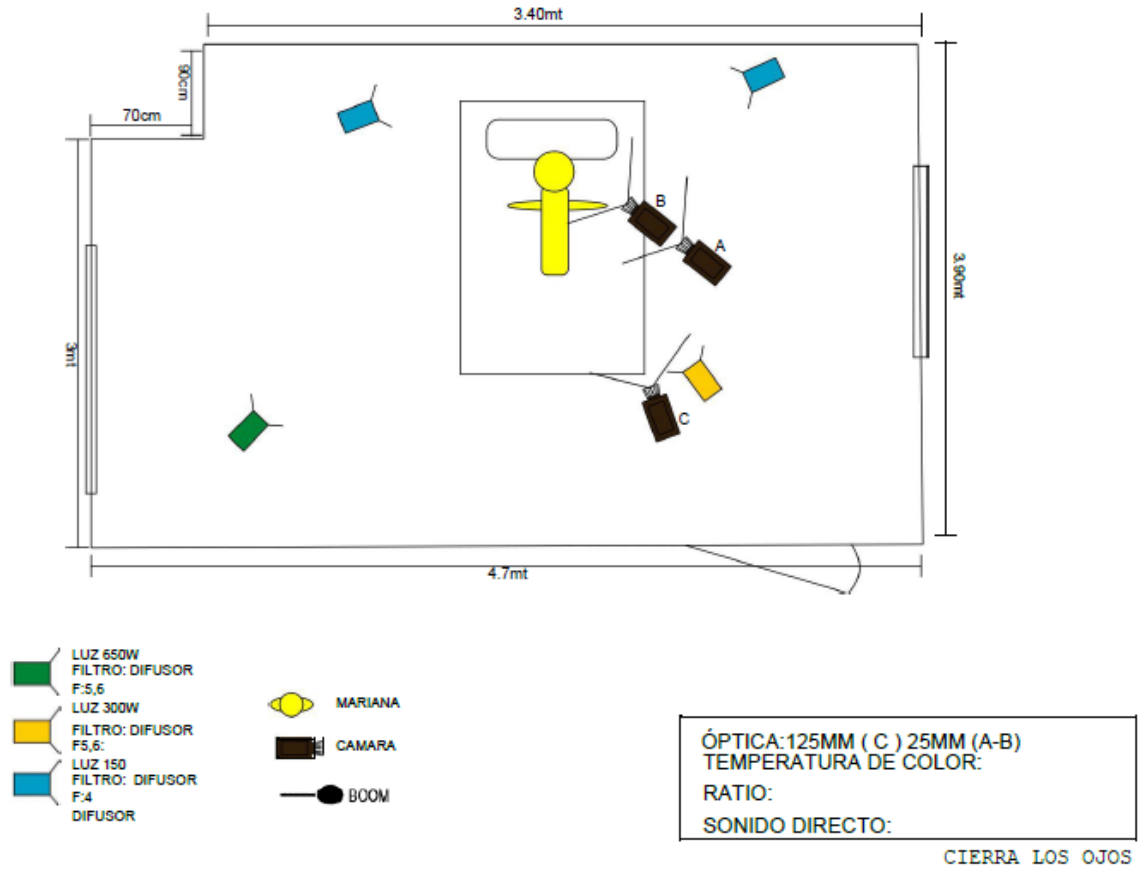 3.40mt
90cm
70cm
B
A
3.90mt
3mt
C
4.7mt
LUZ 650W
FILTRO: DIFUSOR
F:5,6
LUZ 300W
FILTRO: DIFUSOR
F5,6:
LUZ 150
FILTRO: DIFUSOR
F:4
DIFUSOR
MARIANA
CAMARA
BOOM
ÓPTICA:125MM ( C ) 25MM (A-B)
TEMPERATURA DE COLOR:
RATIO:
SONIDO DIRECTO:
CIERRA LOS OJOS